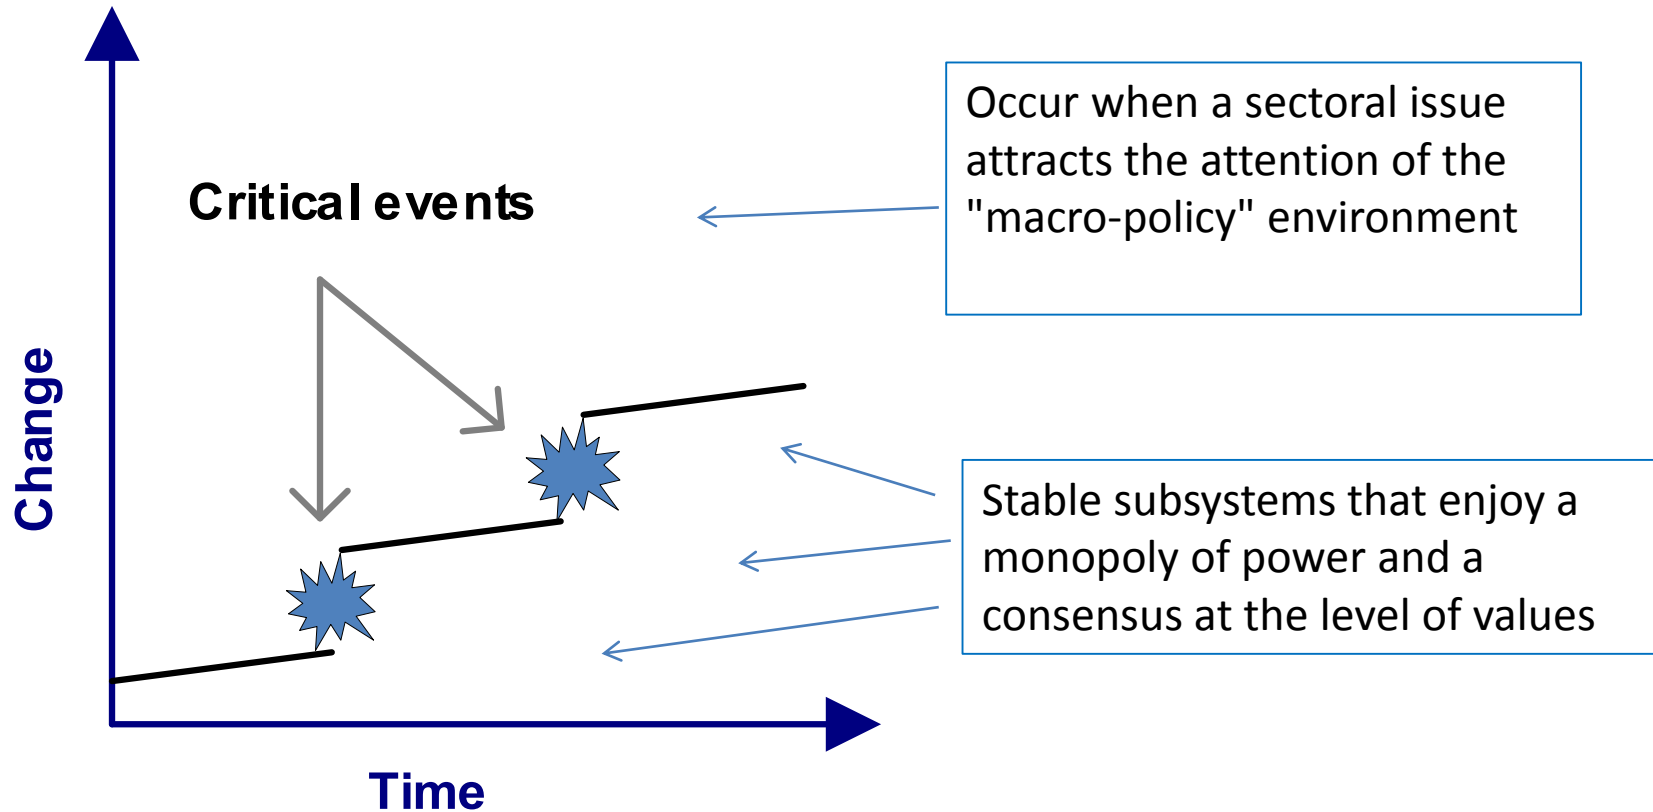 Occur when a sectoral issue
attracts the attention of the
"macro-policy" environment
Critical events
Change
Stable subsystems that enjoy a
monopoly of power and a
consensus at the level of values
Time